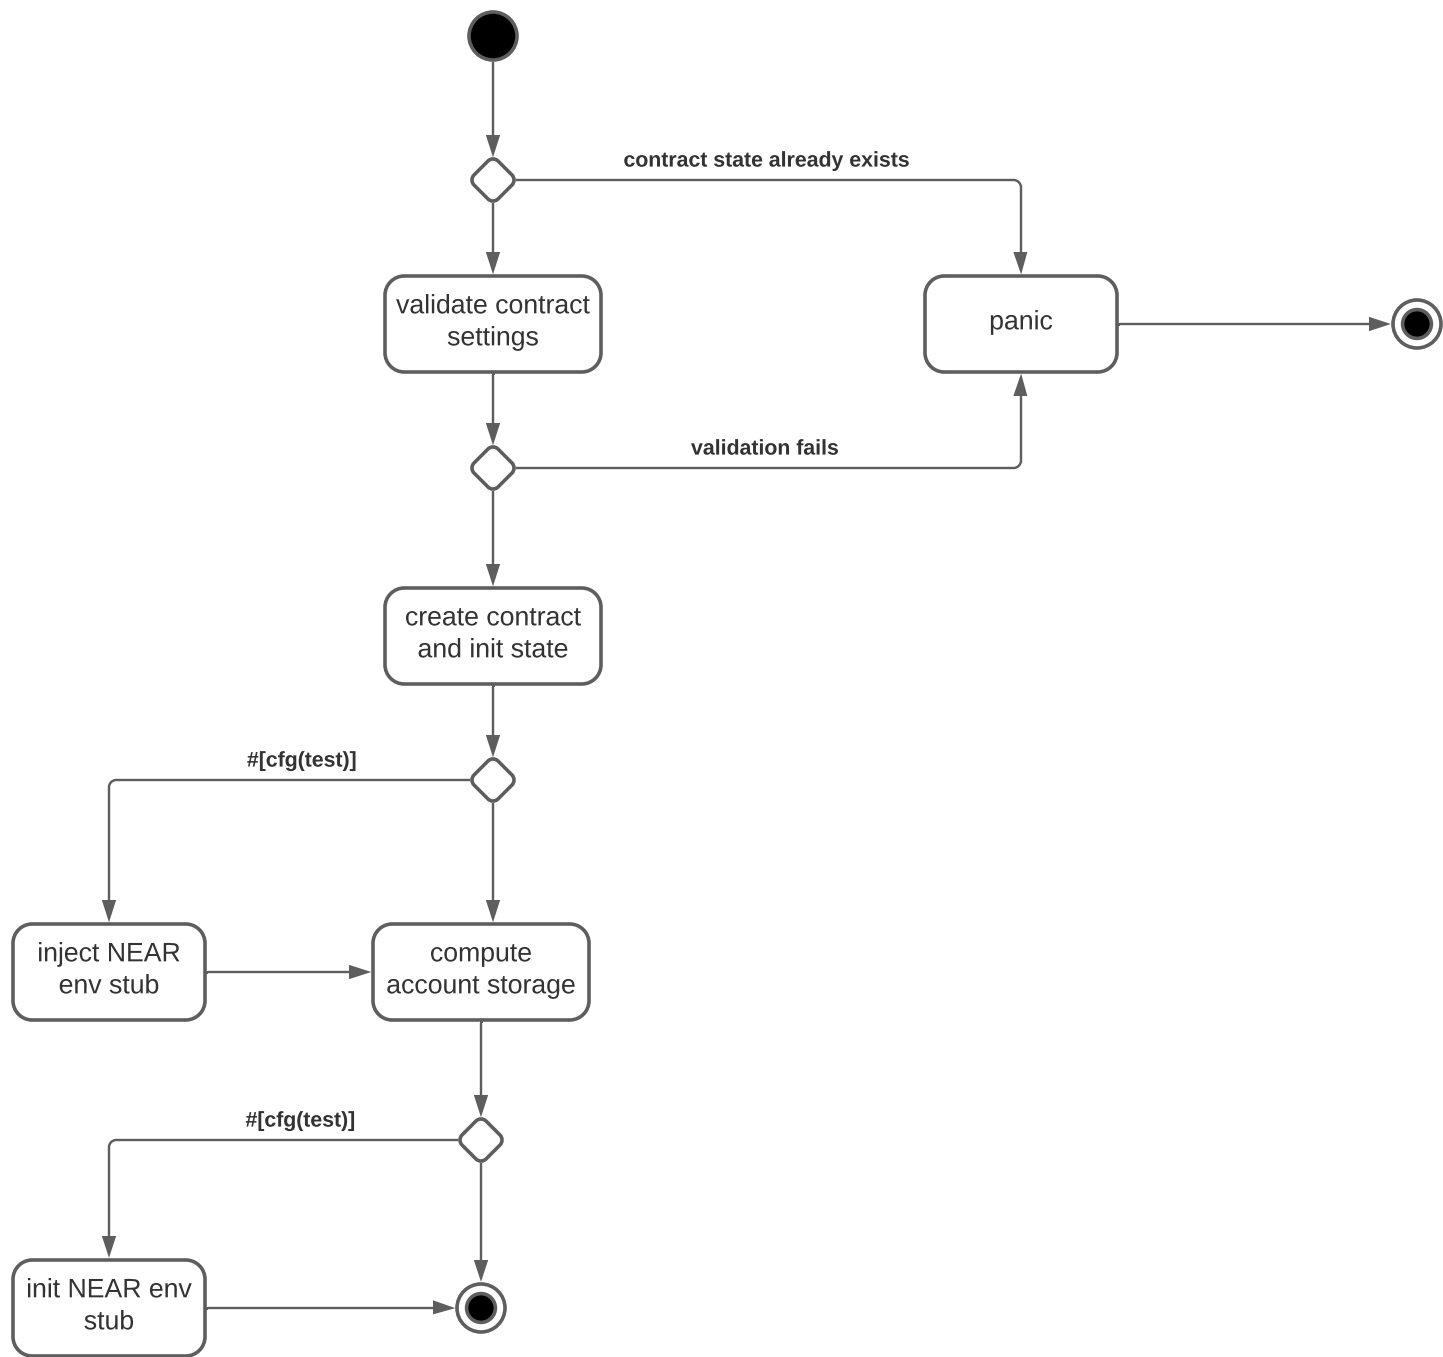 contract state already exists
validate contract
settings
panic
validation fails
create contract
and init state
#[cfg(test)]
inject NEAR
env stub
compute
account storage
#[cfg(test)]
init NEAR env
stub